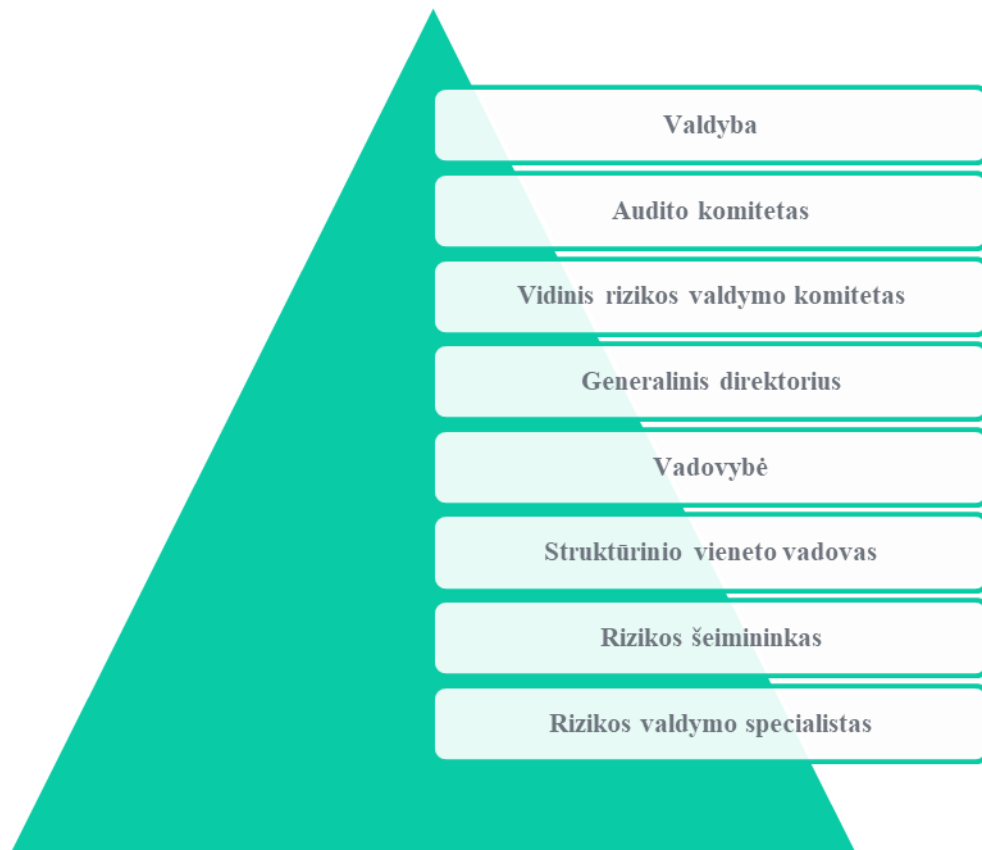 Valdyba
Audito komitetas
Vidinis rizikos valdymo komitetas
Generalinis direktorius
Vadovybė
Struktūrinio vieneto vadovas
Rizikos šeimininkas
Rizikos valdymo specialistas